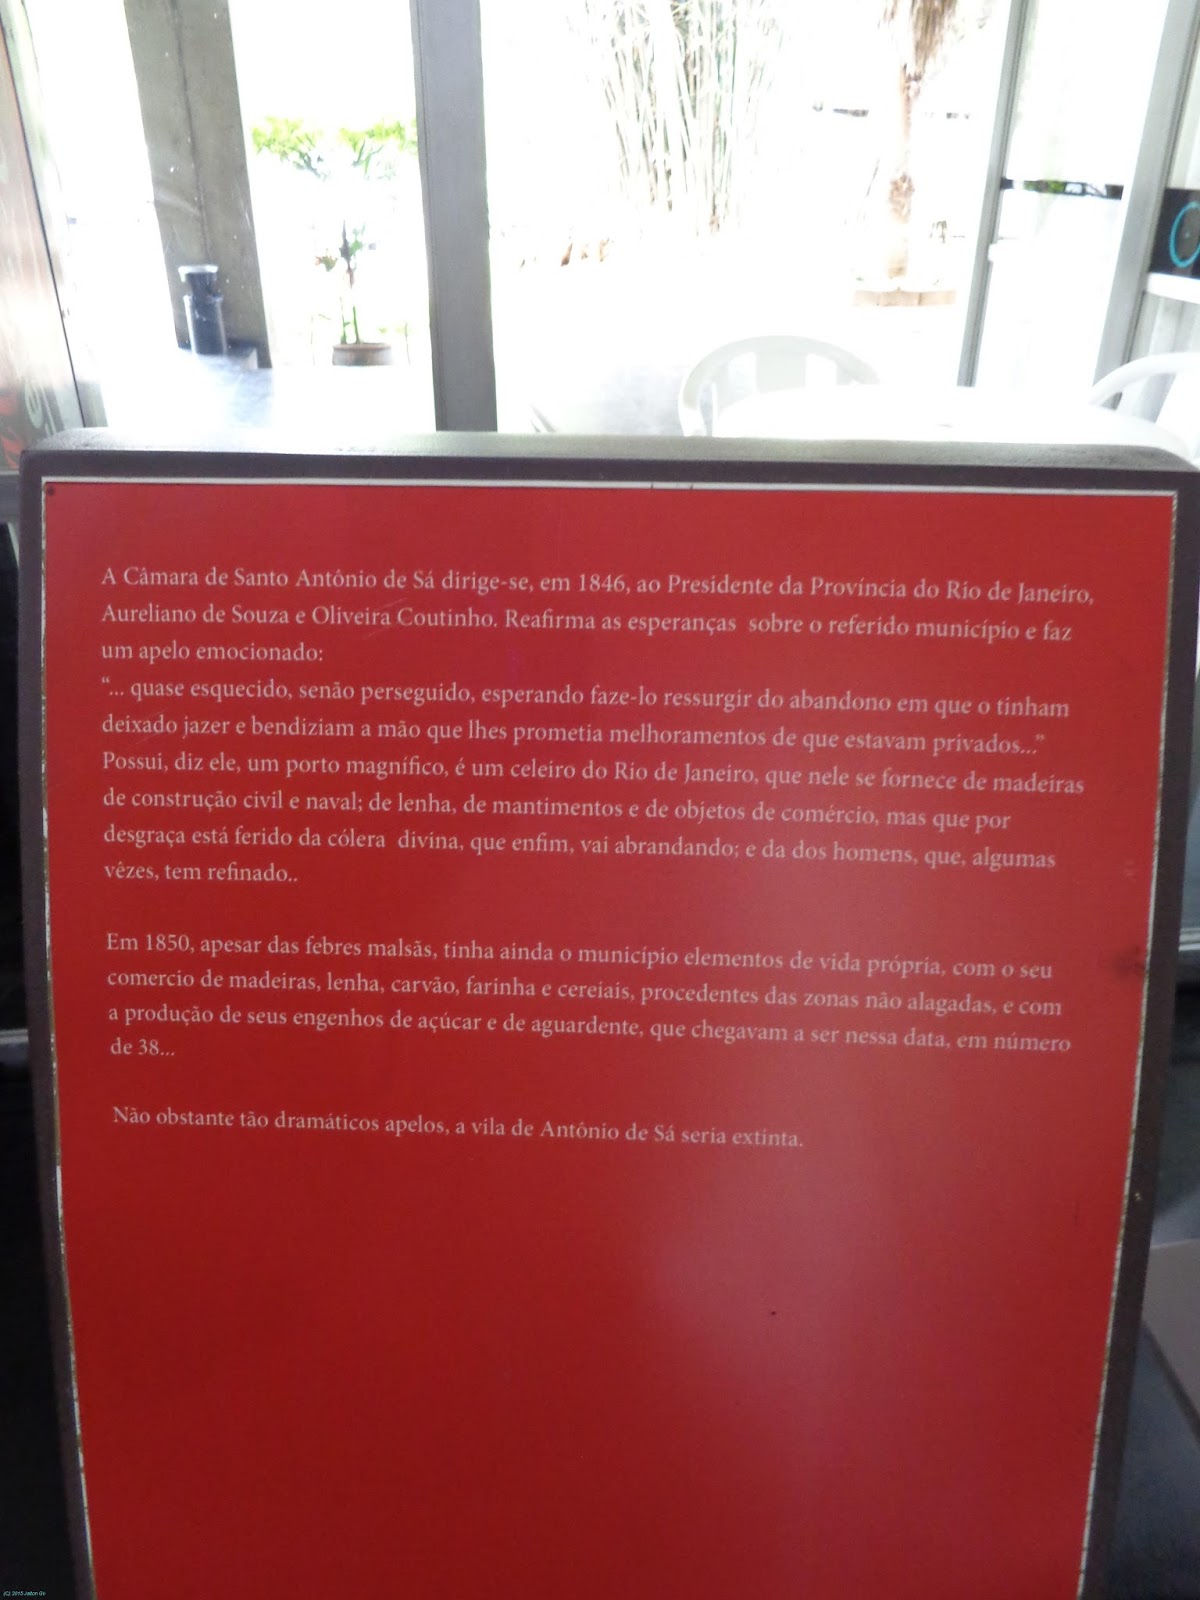 A Câmara de Santo Antônio de Sá dirige-se, em 1846, ao Presidente da Província do Rio de Janeiro,
Aureliano de Souza e Oliveira Coutinho. Reafirma as esperanças sobre o referido município e faz
um apelo emocionado:
“... quase esquecido, senão perseguido, esperando faze-lo ressurgir do abandono em que o tínham
deixado jazer e bendiziam a mão que lhes prometia melhoramentos de que estavam privados...”
Possui, diz ele, um porto magnífico, é um celeiro do Rio de Janeiro, que nele se fornece de madeiras
de construção civil e naval; de lenha, de mantimentos e de objetos de comércio, mas que por
desgraça está ferido da cólera divina, que enfim, vai abrandando; e da dos homens, que, algumas
vêzes, tem refinado..
Em 1850, apesar das febres malsãs, tinha ainda o município elementos de vida própria, com o seu
comercio de madeiras, lenha, carvão, farinha e cereiais, procedentes das zonas não alagadas, e com
a produção de seus engenhos de açúcar e de aguardente, que chegavam a ser nessa data, em número
de 38...
Não obstante tão dramáticos apelos, a vila de Antônio de Sá seria extinta.
(C) 2015 Jailton Gil